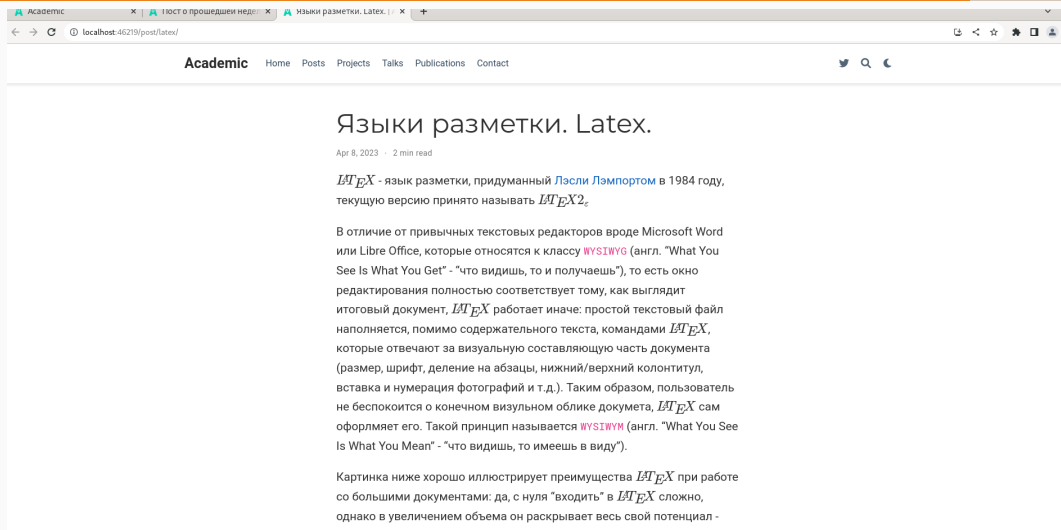 Academic
Пост о прошедшей неде
Языки разметки. Latex. |
localhost:46219/post/latex/
Academic Home Posts Projects Talks Publications Contact
Языки разметки. Latex.
Apr 8, 2023 · 2 min read
LATEX - язык разметки, придуманный Лэсли Лэмпортом в 1984 году,
текущую версию принято называть LATEX2ε
В отличие от привычных текстовых редакторов вроде Microsoft Word
или Libre Office, которые относятся к классу WYSIWYG (англ. “What You
See Is What You Get” - “что видишь, то и получаешь”), то есть окно
редактирования полностью соответствует тому, как выглядит
итоговый документ, LATEX работает иначе: простой текстовый файл
наполняется, помимо содержательного текста, командами LATEX,
которые отвечают за визуальную составляющую часть документа
(размер, шрифт, деление на абзацы, нижний/верхний колонтитул,
вставка и нумерация фотографий и т.д.). Таким образом, пользователь
не беспокоится о конечном визульном облике докумета, LATEX сам
оформляет его. Такой принцип называется WYSIWYM (англ. “What You See
Is What You Mean” - “что видишь, то имеешь в виду”).
Картинка ниже хорошо иллюстрирует преимущества LATEX при работе
со большими документами: да, с нуля “входить” в LATEX сложно,
однако в увеличением объема он раскрывает весь свой потенциал -